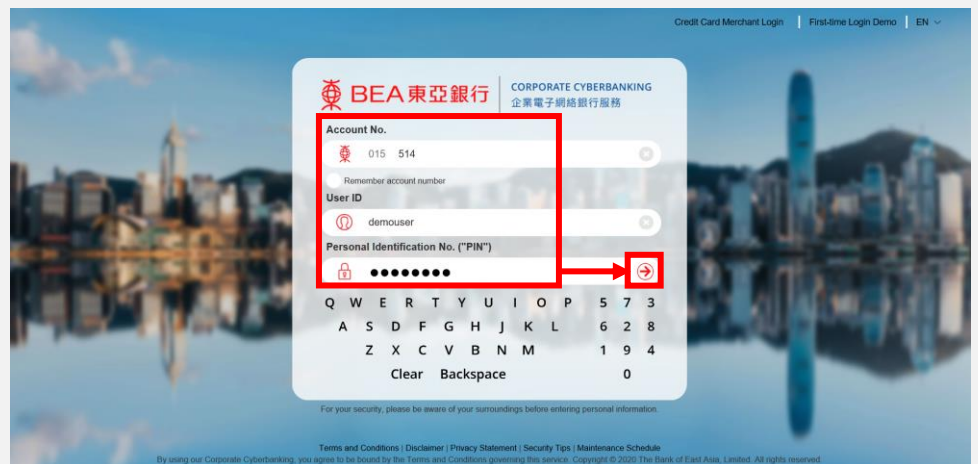 Credit Card Merchant Login | First-time Login Demo | EN
BEA東亞銀行
CORPORATE CYBERBANKING
企業電子網絡銀行服務
Account No.
015 514
Remember account number
User ID
demouser
Personal Identification No. ("PIN")
Q W E R T Y U I O P 5 7 3
A S D F G H J K L 6 2 8
Z X C V B N M 1 9 4
Clear Backspace 0
For your security, please be aware of your surroundings before entering personal information.
Terms and Conditions | Disclaimer | Privacy Statement | Security Tips | Maintenance Schedule
By using our Corporate Cyberbanking, you agree to be bound by the Terms and Conditions governing this service. Copyright © 2020 The Bank of East Asia, Limited. All rights reserved.